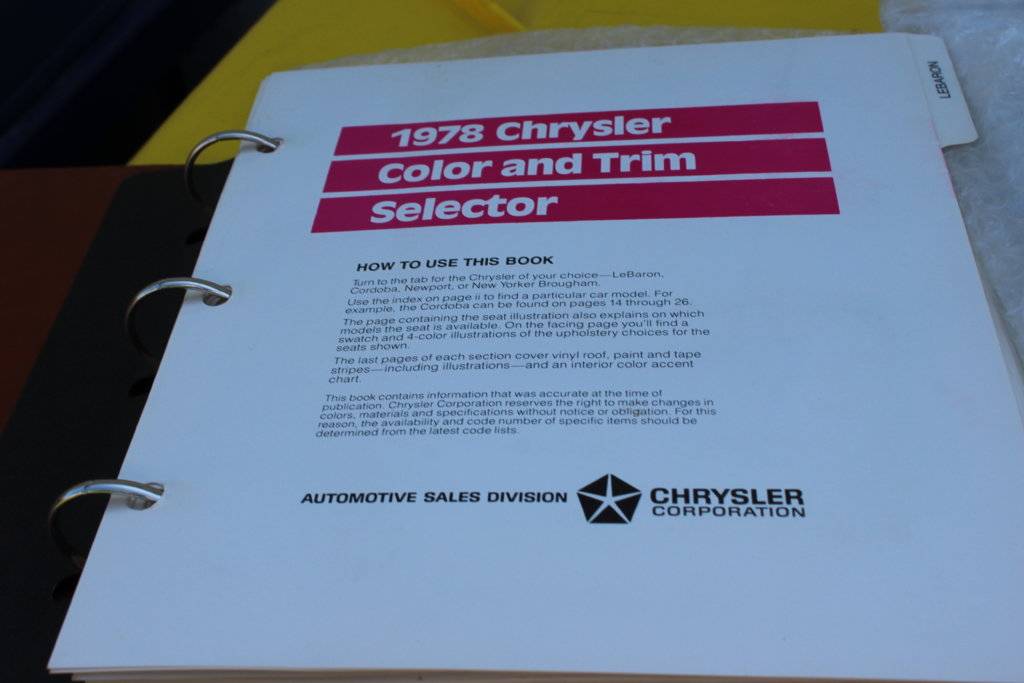 LEBARON
1978 Chrysler
Color and Trim
Selector
HOW TO USE THIS BOOK
Turn to the tab for the Chrysler of your choice—LeBaron,
Cordoba, Newport, or New Yorker Brougham.
Use the index on page ii to find a particular car model. For
example, the Cordoba can be found on pages 14 through 26.
The page containing the seat illustration also explains on which
models the seat is available. On the facing page you'll find a
swatch and 4-color illustrations of the upholstery choices for the
seats shown.
The last pages of each section cover vinyl roof, paint and tape
stripes—including illustrations—and an interior color accent
chart.
This book contains information that was accurate at the time of
publication. Chrysler Corporation reserves the right to make changes in
colors, materials and specifications without notice or obligation. For this
reason, the availability and code number of specific items should be
determined from the latest code lists.
AUTOMOTIVE SALES DIVISION CHRYSLER
CORPORATION